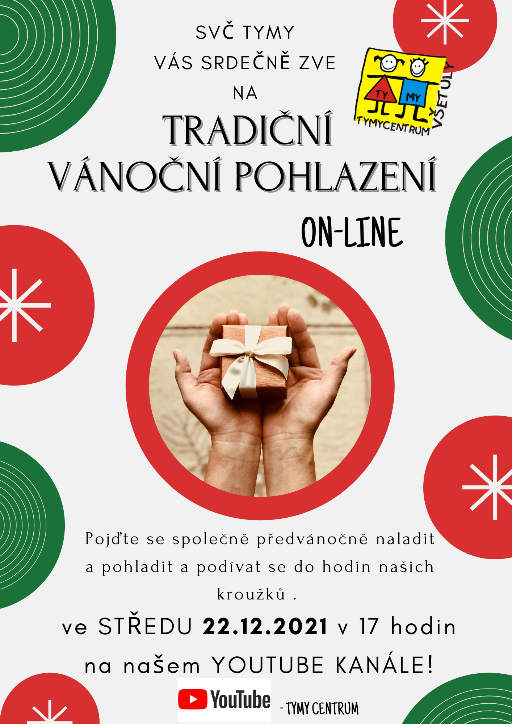 SVČ TYMY
VÁS SRDEČNĚ ZVE
NA
TRADIČNÍ
VÁNOČNÍ POHLAZENÍ
ON-LINE
TY MY
TYMYCENTRUM
VŠETULY
Pojďte se společně předvánočně naladit
a pohladit a podívat se do hodin našich
kroužků .
ve STŘEDU 22.12.2021 v 17 hodin
na našem YOUTUBE KANÁLE!
YouTube - TYMY CENTRUM